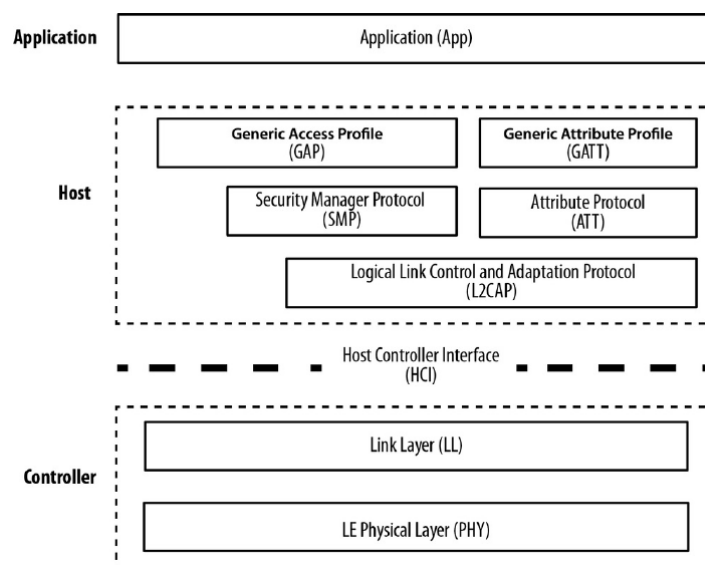 Application
Application (App)
Generic Access Profile
(GAP)
Generic Attribute Profile
(GATT)
Host
Security Manager Protocol
(SMP)
Attribute Protocol
(ATT)
Logical Link Control and Adaptation Protocol
(L2CAP)
Host Controller Interface
(HCI)
Link Layer (LL)
Controller
LE Physical Layer (PHY)